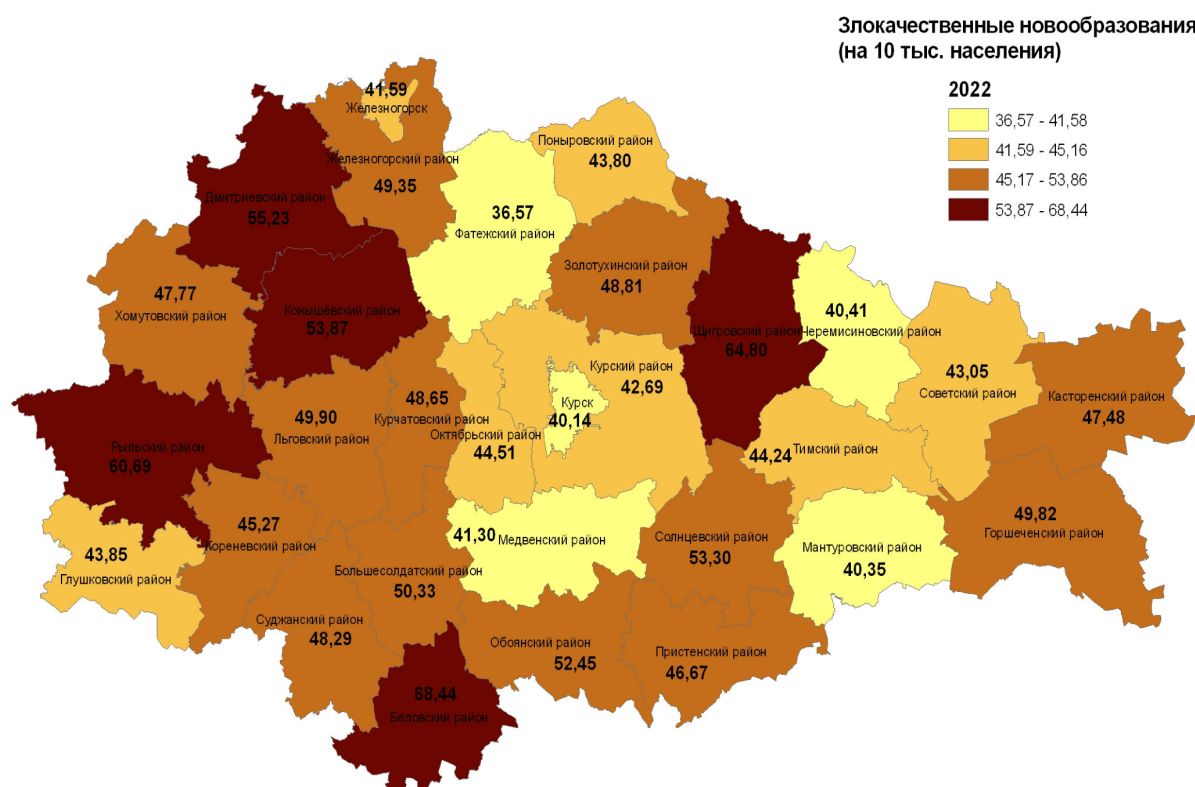 Злокачественные новообразования
(на 10 тыс. населения)
2022
36,57 - 41,58
41,59 - 45,16
45,17 - 53,86
53,87 - 68,44
41,59
Железногорск
Поныровский район
43,80
Железногорский район
49,35
Дмитриевский район
55,23
36,57
Фатежский район
Золотухинский район
48,81
47,77
Хомутовский район
Конышёвский район
53,87
Щигровский район
64,80
40,41
Черемисиновский район
43,05
Советский район
Касторенский район
47,48
Курский район
42,69
Курск
40,14
48,65
Курчатовский район
Октябрьский район
44,51
49,90
Льговский район
Рыльский район
60,69
44,24
Тимский район
49,82
Горшеченский район
45,27
Кореневский район
43,85
Глушковский район
41,30
Медвенский район
Солнцевский район
53,30
Мантуровский район
40,35
Большесолдатский район
50,33
Суджанский район
48,29
Обоянский район
52,45
Пристенский район
46,67
68,44
Беловский район